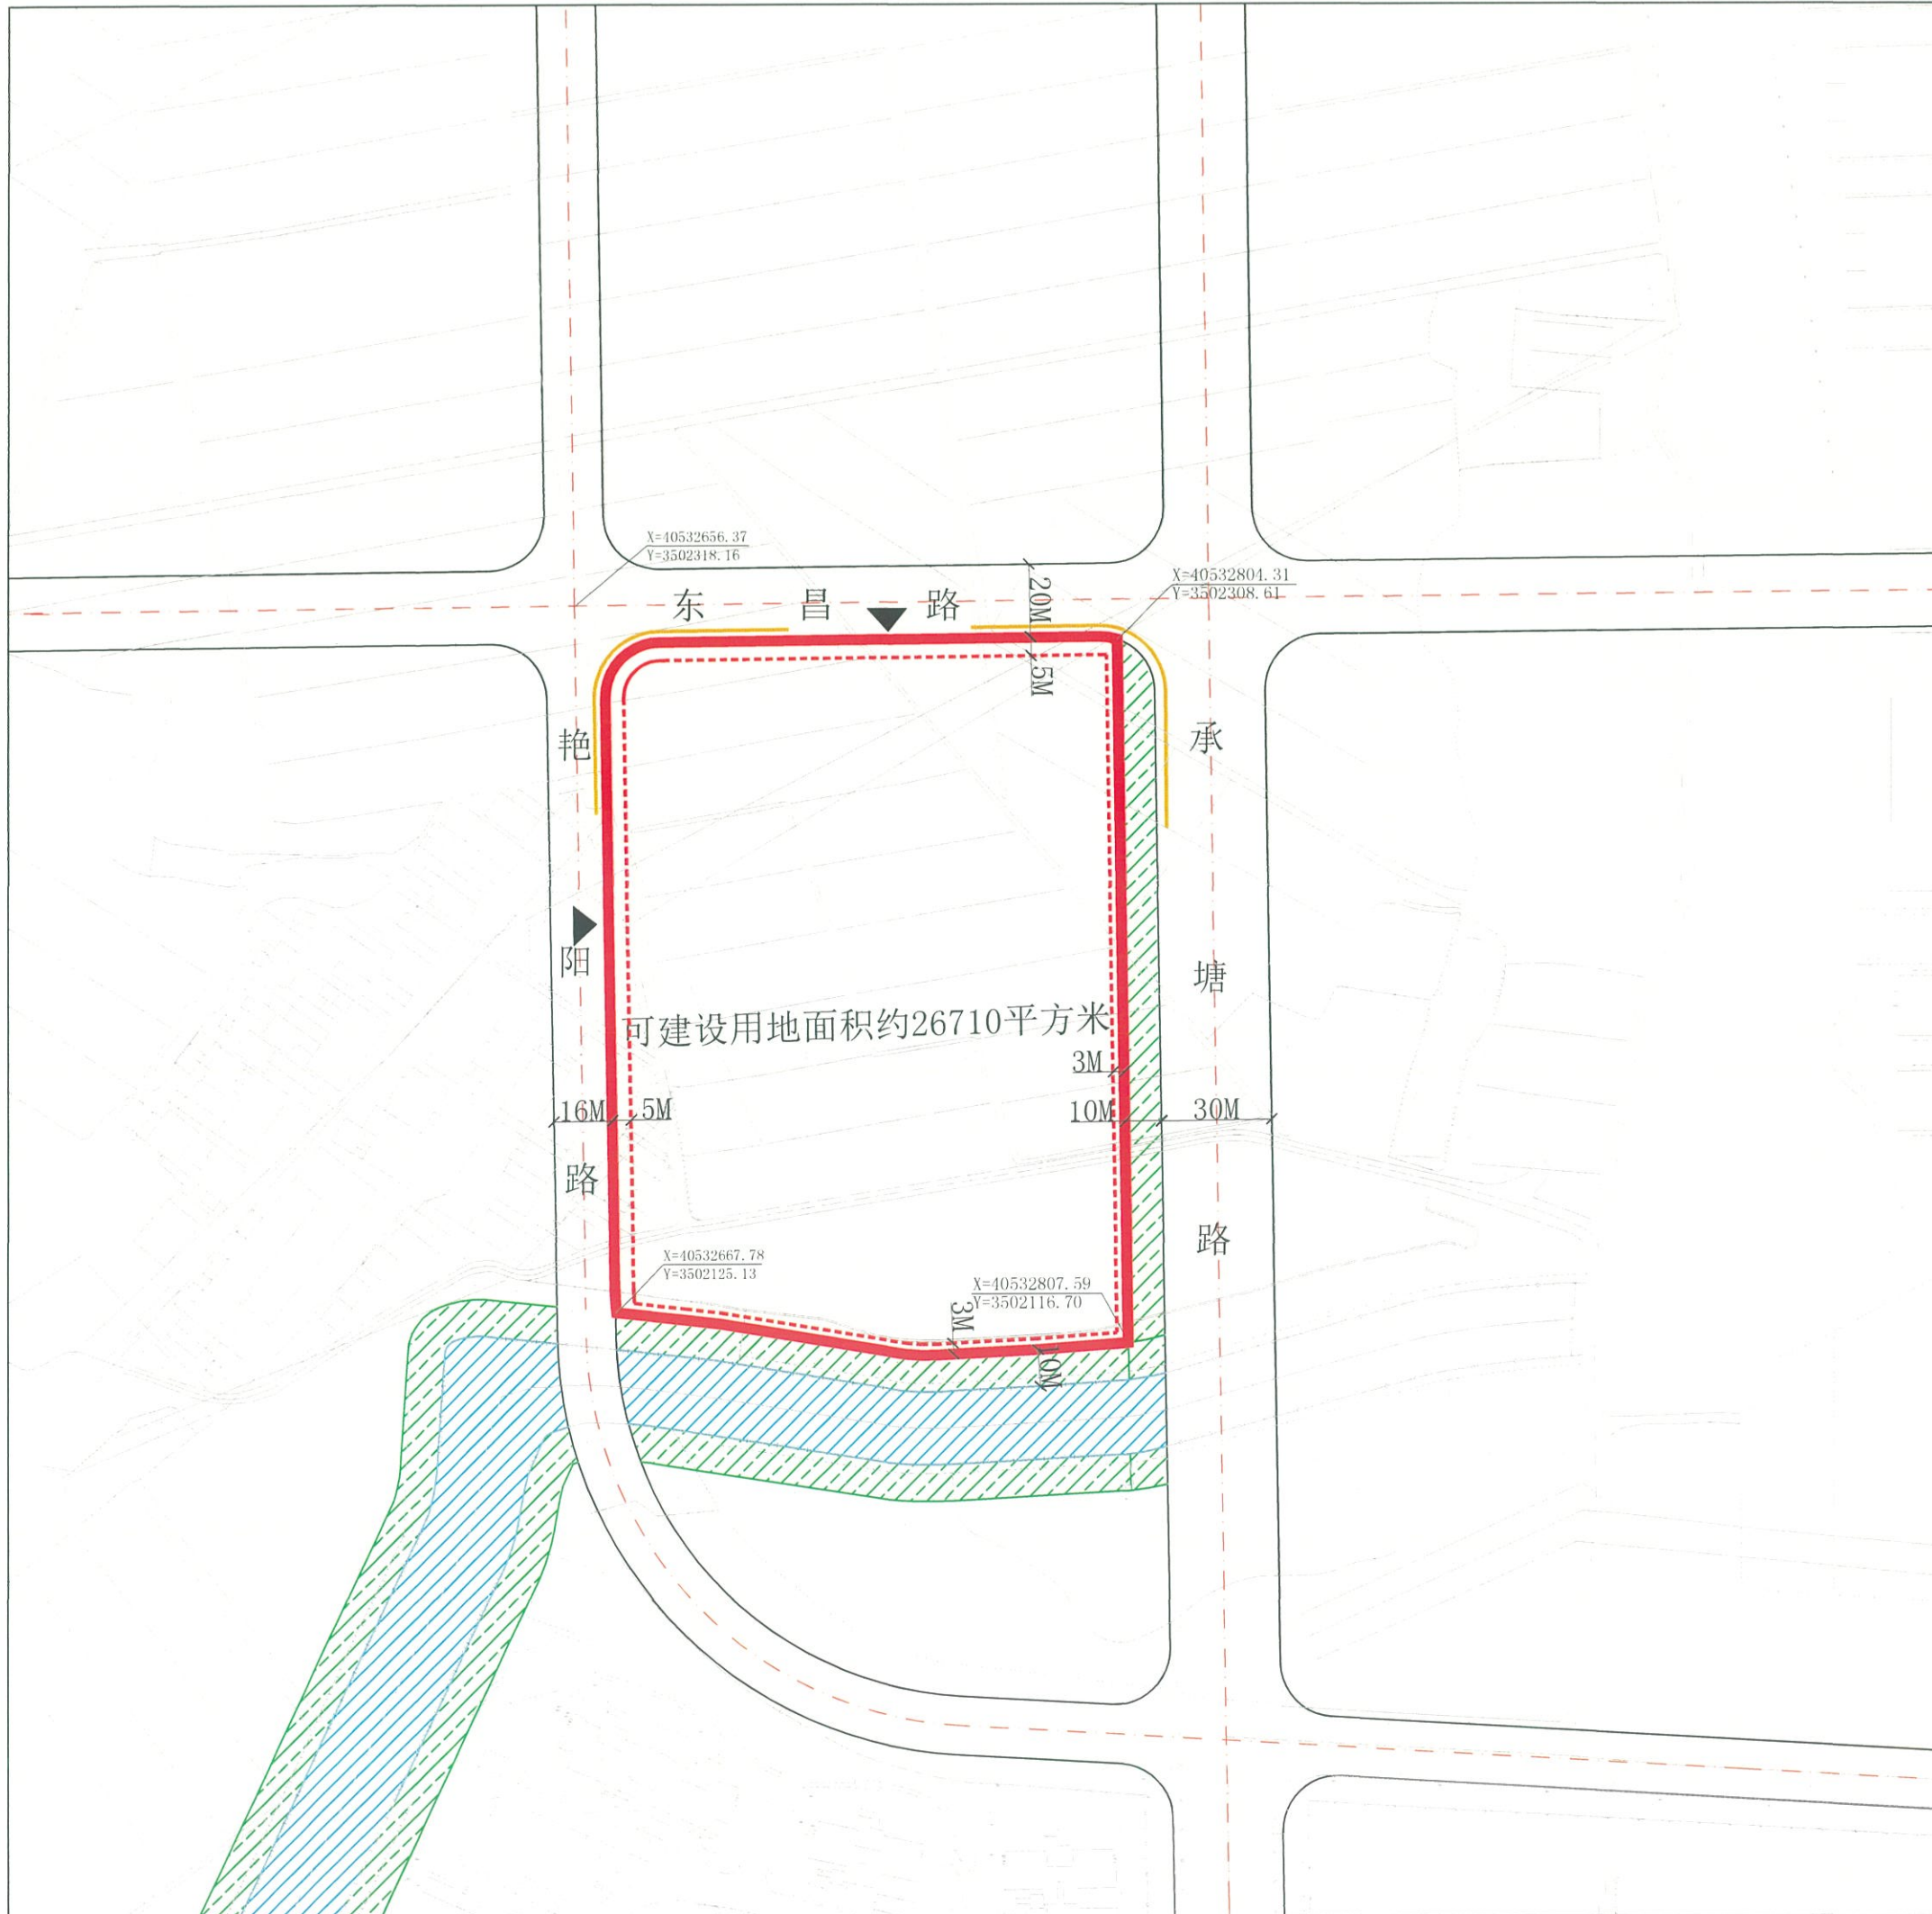 X=40532656.37
Y=3502318.16
X=40532804.31
Y=3502308.61
东昌路
20M
5M
艳阳路
承塘路
可建设用地面积约26710平方米
3M
16M
5M
10M
30M
X=40532667.78
Y=3502125.13
X=40532807.59
Y=3502116.70
3M
10M